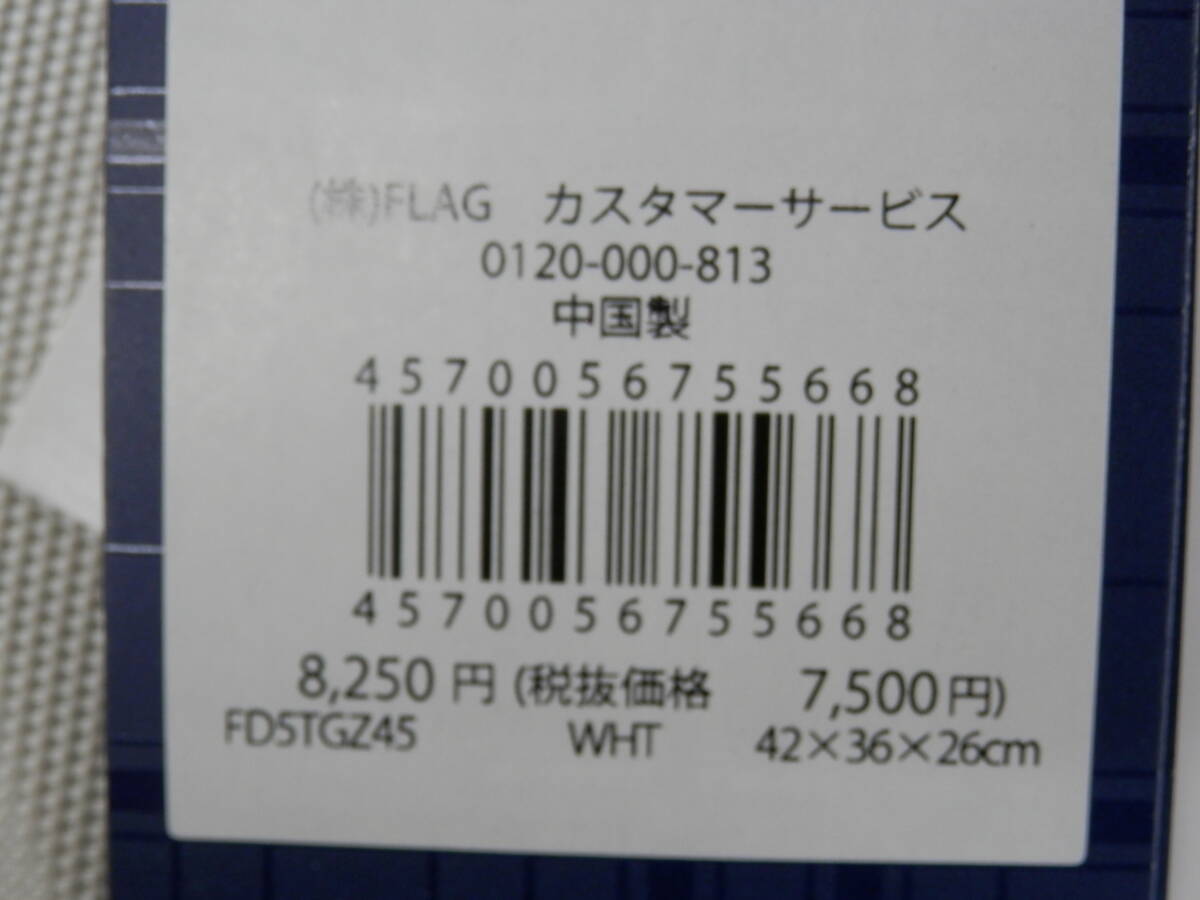 (株)FLAG カスタマーサービス
0120-000-813
中国製
4570056755668
4570056755668
8,250 円 (税抜価格 7,500円)
FD5TGZ45 WHT 42×36×26cm